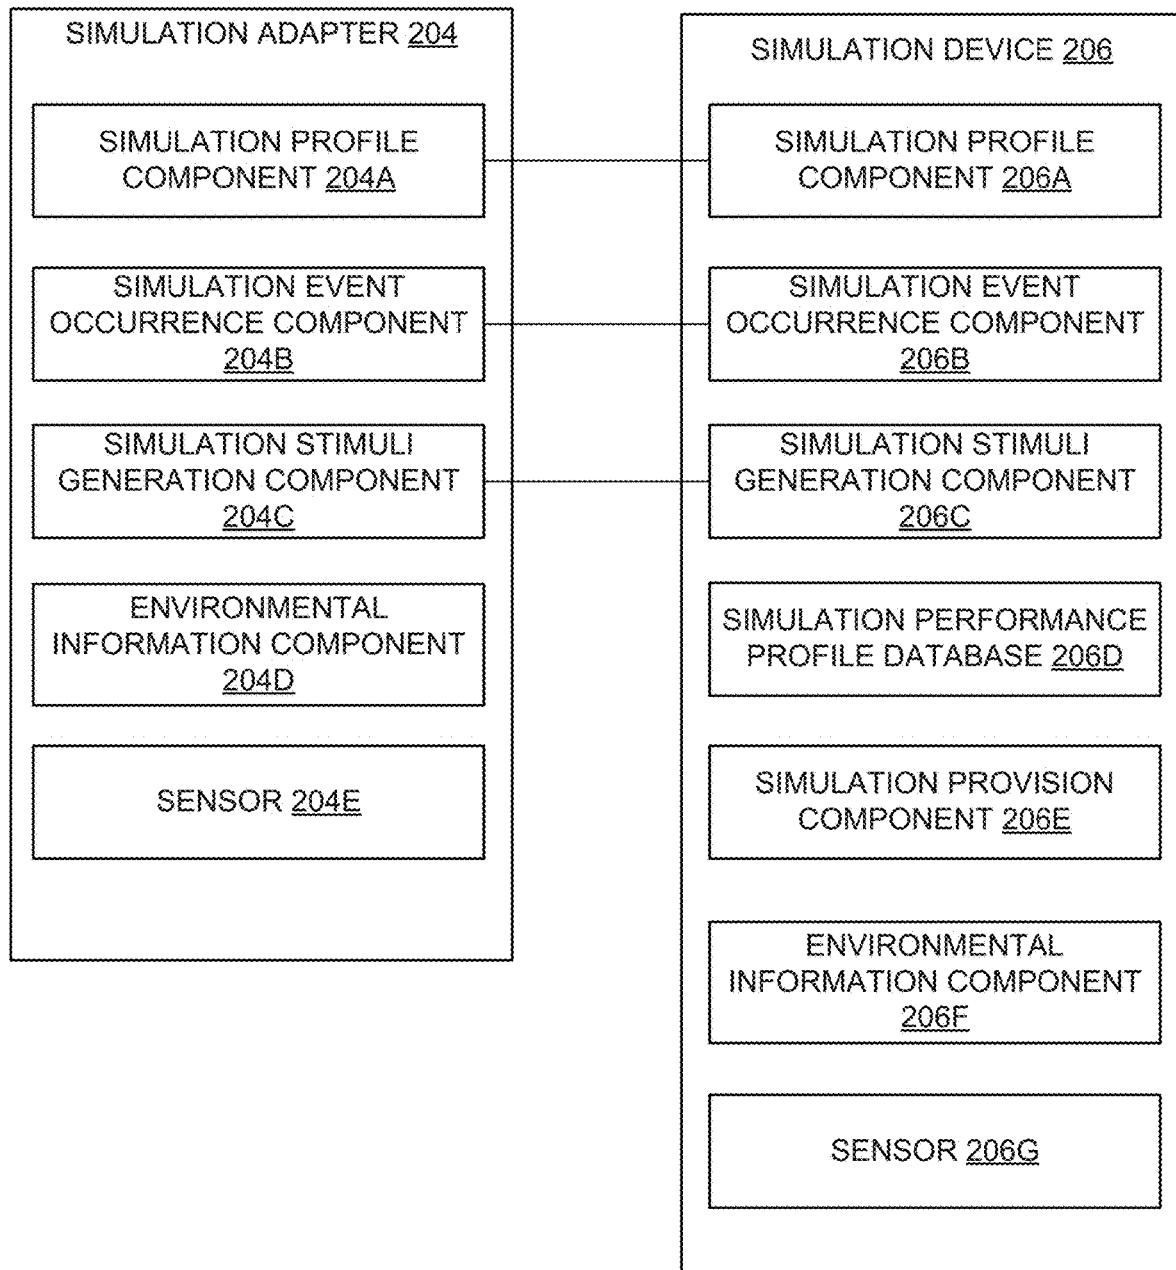 SIMULATION ADAPTER 204
SIMULATION PROFILE
COMPONENT 204A
SIMULATION EVENT
OCCURRENCE COMPONENT
204B
SIMULATION STIMULI
GENERATION COMPONENT
204C
ENVIRONMENTAL
INFORMATION COMPONENT
204D
SENSOR 204E
SIMULATION DEVICE 206
SIMULATION PROFILE
COMPONENT 206A
SIMULATION EVENT
OCCURRENCE COMPONENT
206B
SIMULATION STIMULI
GENERATION COMPONENT
206C
SIMULATION PERFORMANCE
PROFILE DATABASE 206D
SIMULATION PROVISION
COMPONENT 206E
ENVIRONMENTAL
INFORMATION COMPONENT
206F
SENSOR 206G